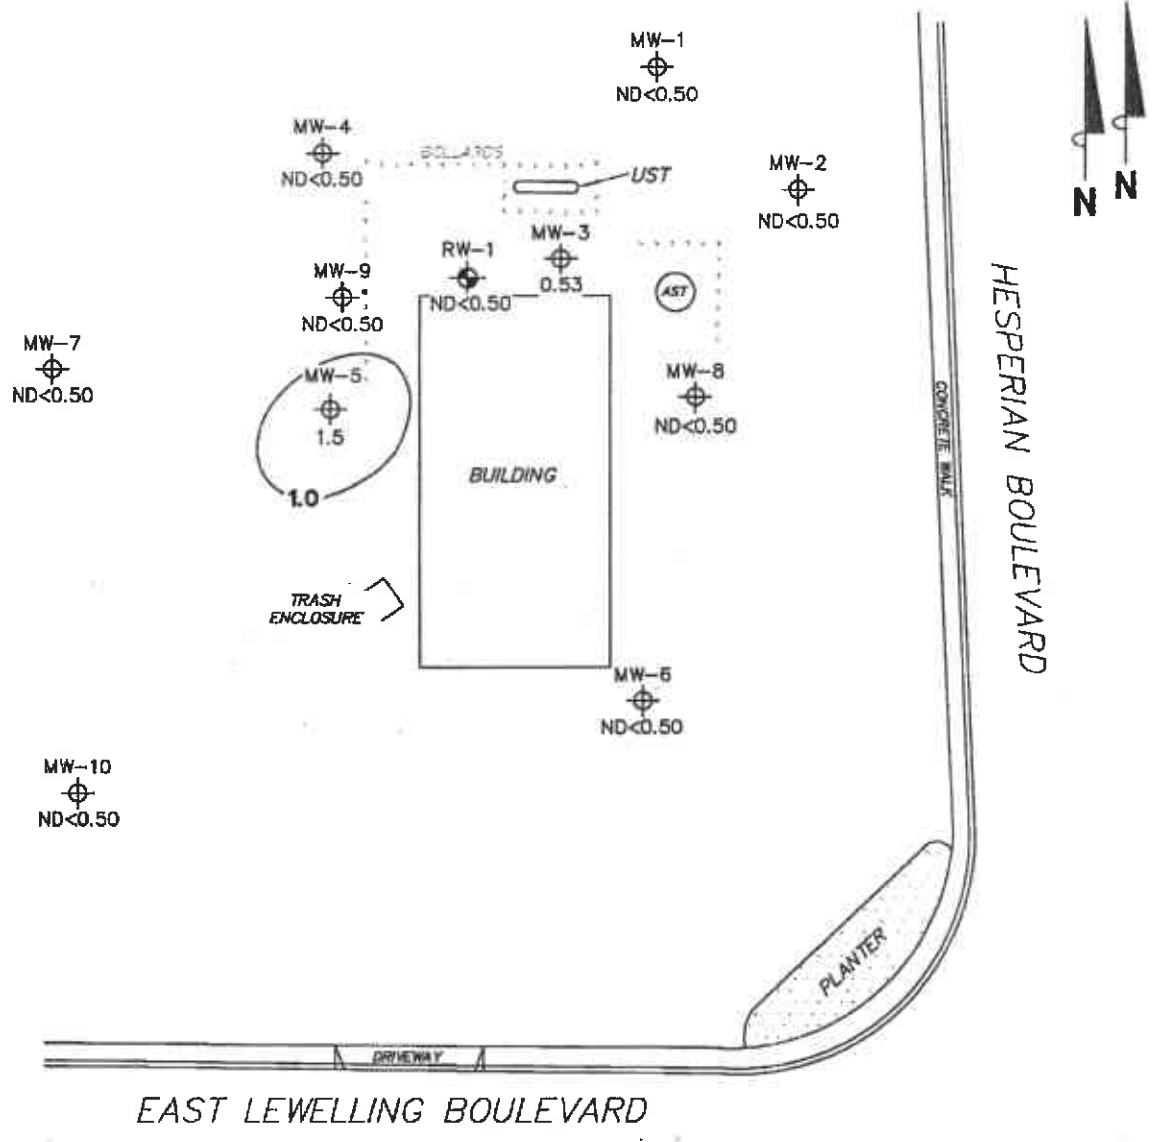 MW-1
ND<0.50
N
N
MW-4
ND<0.50
BOLLARDS
UST
MW-2
ND<0.50
RW-1
ND<0.50
MW-3
0.53
MW-9
ND<0.50
AST
MW-7
ND<0.50
MW-5
1.5
1.0
MW-8
ND<0.50
BUILDING
CONCRETE WALK
HESPERIAN BOULEVARD
TRASH
ENCLOSURE
MW-6
ND<0.50
MW-10
ND<0.50
PLANTER
DRIVEWAY
EAST LEWELLING BOULEVARD